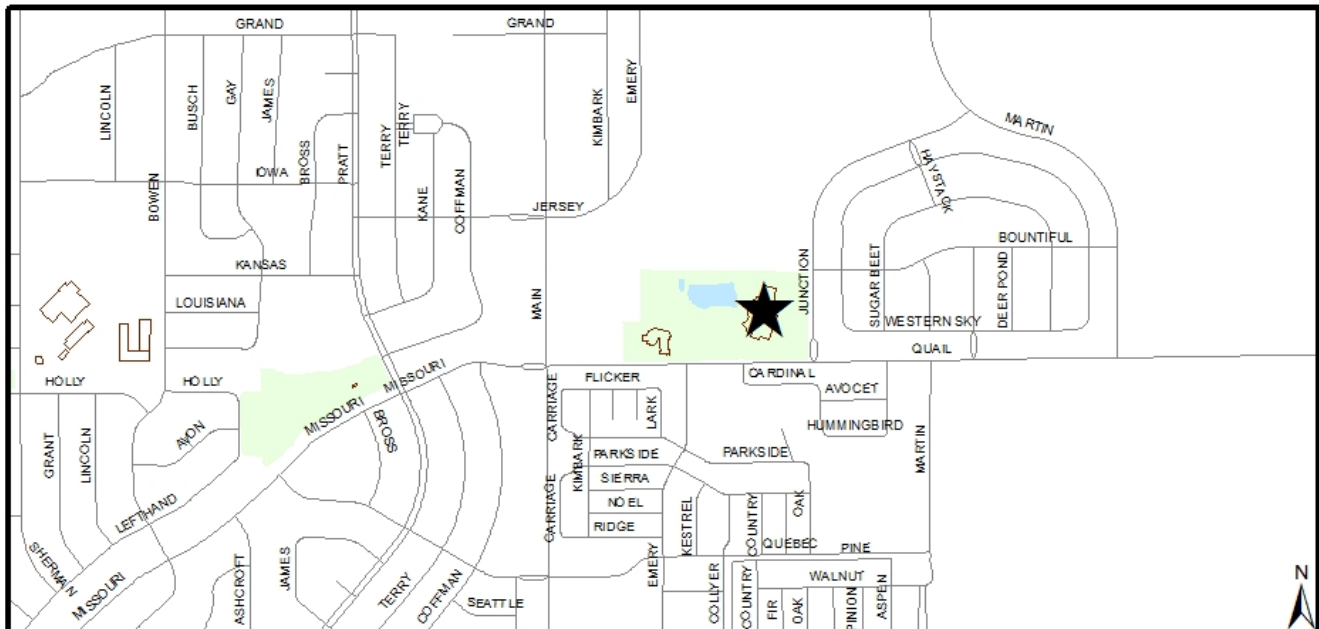 GRAND
GRAND
LINCOLN
BUSCH
GAY
JAMES
BROSS
PRATT
TERRY
TERRY
KIMBARK
EMERY
MARTIN
IOWA
BOWEN
KANE
COFFMAN
JERSEY
HAYSTACK
KANSAS
BOUNTIFUL
LOUISIANA
MAIN
JUNCTION
SUGAR BEET
DEER POND
WESTERN SKY
QUAIL
HOLLY
HOLLY
MISSOURI
MISSOURI
CARRIAGE
FLICKER
CARDINAL
AVOCET
LARK
HUMMINGBIRD
BROSS
AVON
GRANT
LINCOLN
KIMBARK
PARKSIDE
PARKSIDE
MARTIN
SIERRA
LEFTHAND
NOEL
CARRIAGE
RIDGE
KESTREL
COUNTRY
OAK
QUEBEC
PINE
SHERMAN
MISSOURI
ASHCROFT
JAMES
TERRY
COFFMAN
SEATTLE
EMERY
COLLYER
COUNTRY
WALNUT
FIR
OAK
PINION
ASPEN
N